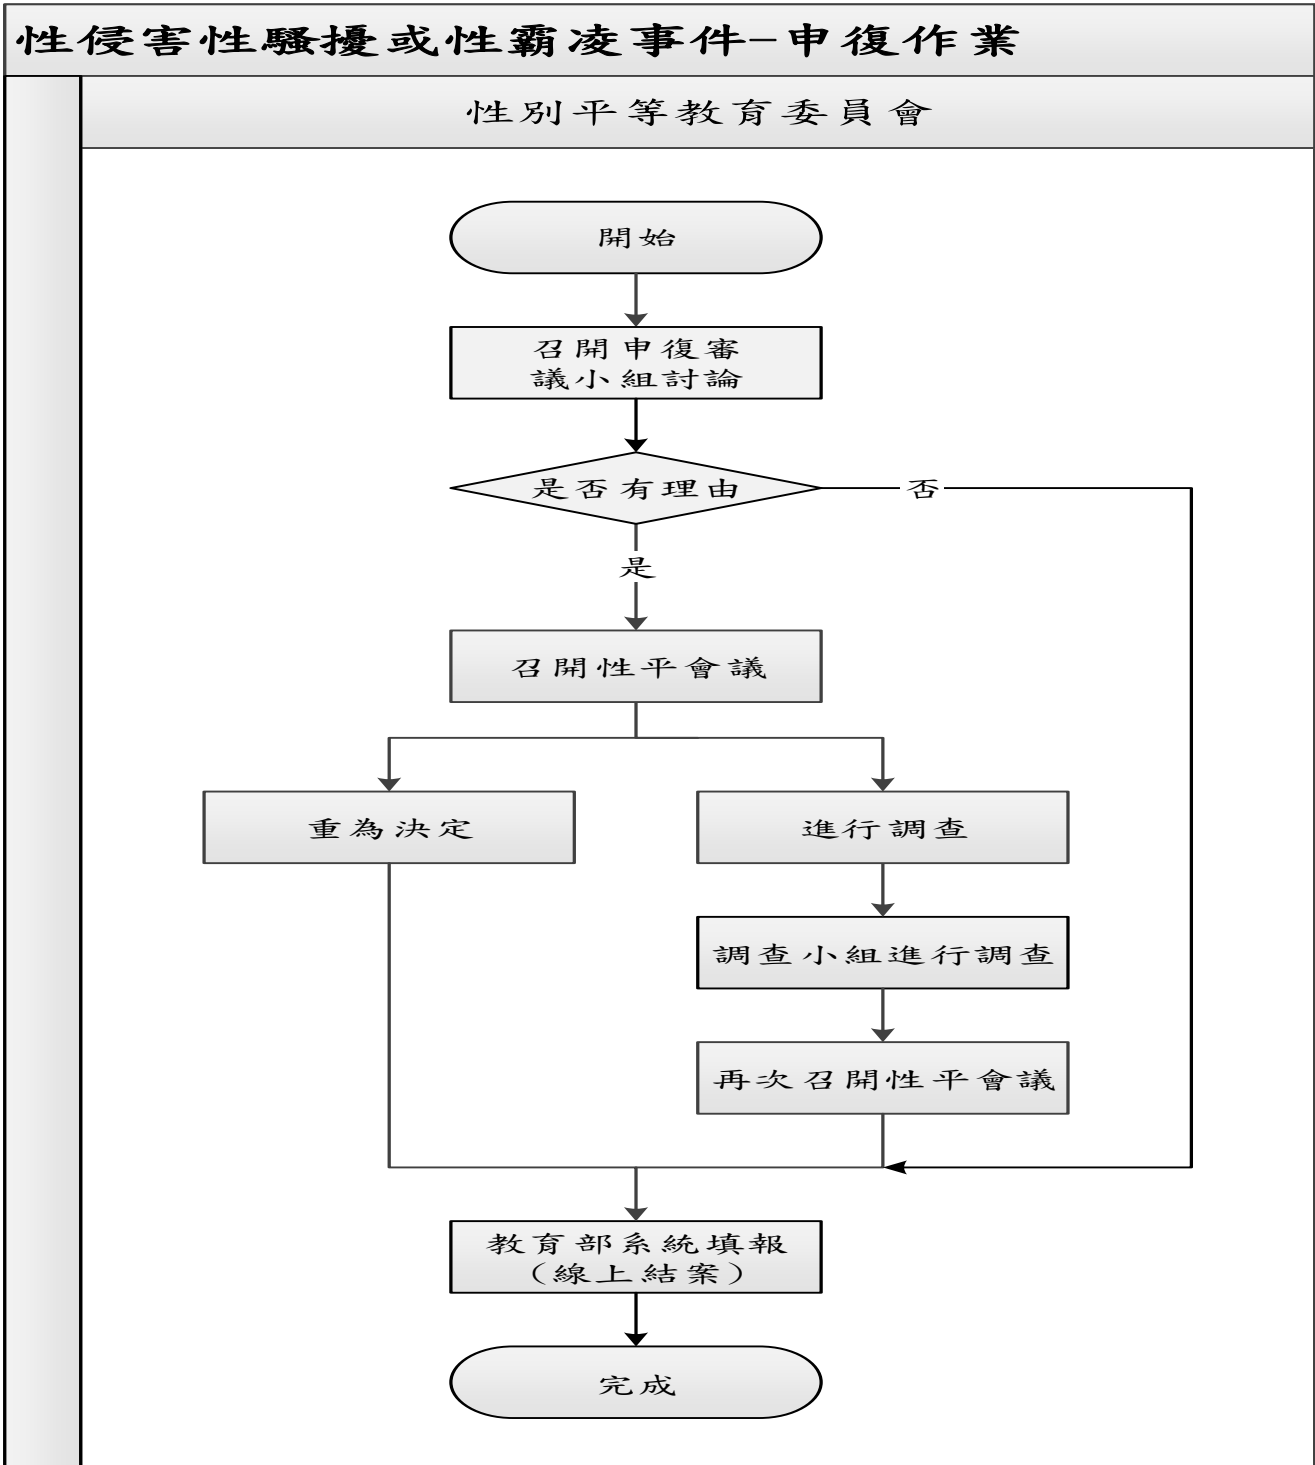 性侵害性騷擾或性霸凌事件-申復作業
性別平等教育委員會
開始
召開申復審
議小組討論
是否有理由
否
是
召開性平會議
重為決定
進行調查
調查小組進行調查
再次召開性平會議
教育部系統填報
（線上結案）
完成